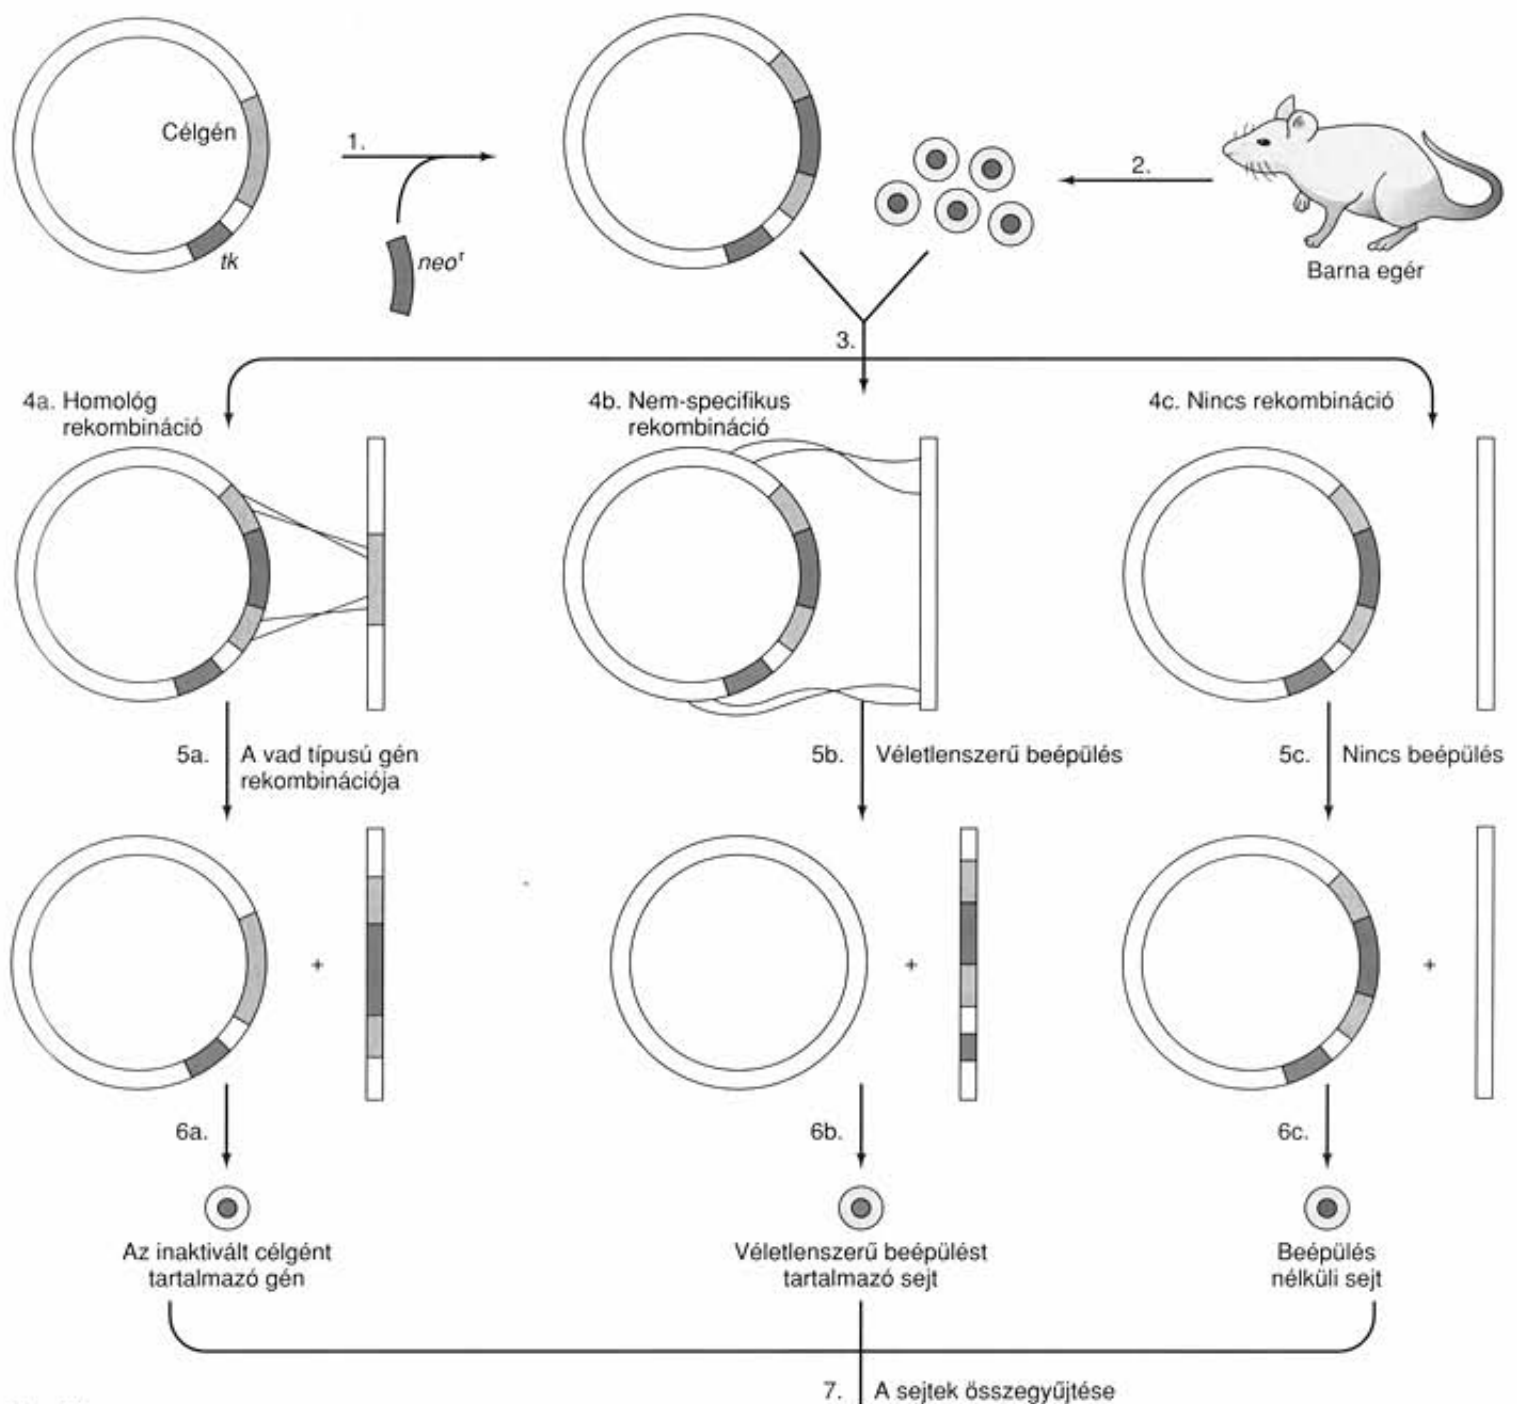 Célgén
1.
tk
neoʳ
2.
Barna egér
3.
4a. Homológ
rekombináció
4b. Nem-specifikus
rekombináció
4c. Nincs rekombináció
5a. A vad típusú gén
rekombinációja
5b. Véletlenszerű beépülés
5c. Nincs beépülés
+
+
+
6a.
6b.
6c.
Az inaktivált célgént
tartalmazó gén
Véletlenszerű beépülést
tartalmazó sejt
Beépülés
nélküli sejt
7. A sejtek összegyűjtése